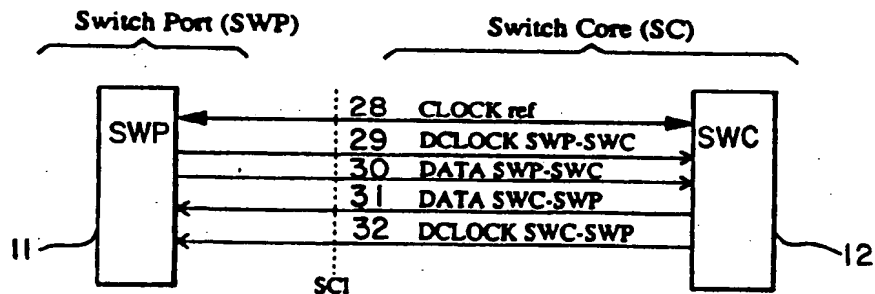 Switch Port (SWP)
Switch Core (SC)
28 CLOCK ref
SWP
29 DCLOCK SWP-SWC
SWC
30 DATA SWP-SWC
31 DATA SWC-SWP
32 DCLOCK SWC-SWP
11
12
SCI